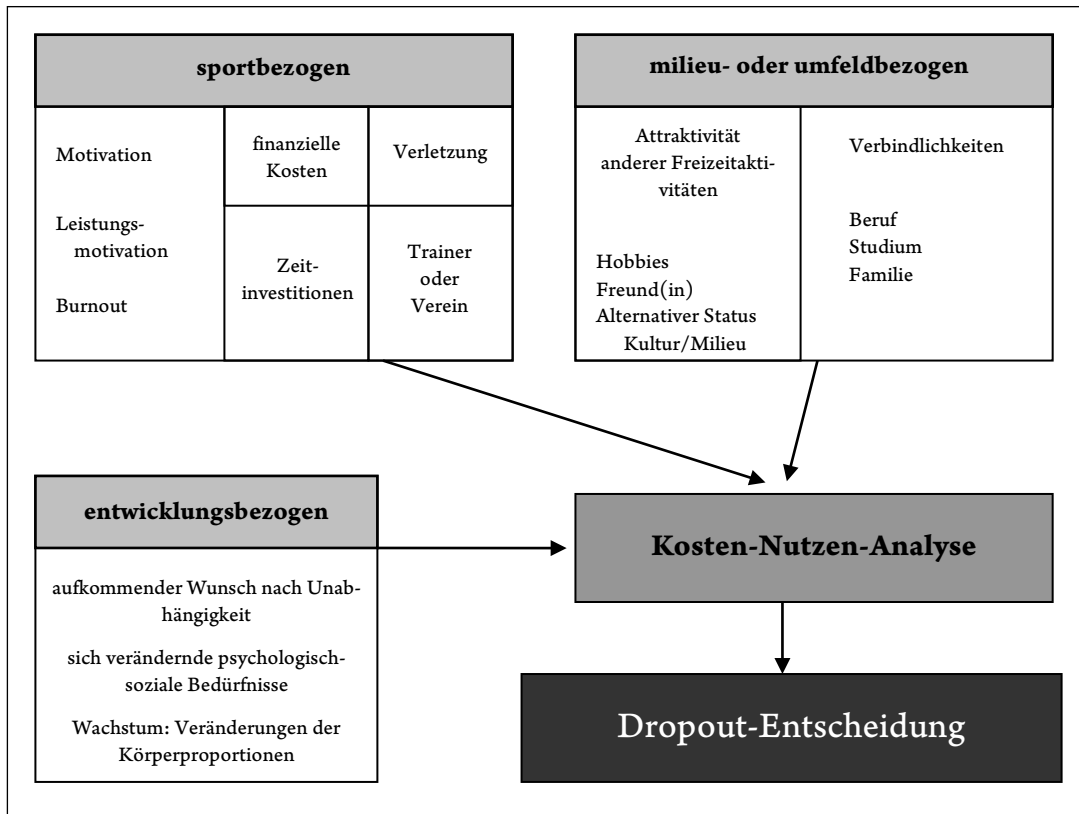 sportbezogen
Motivation
Leistungs-
motivation
Burnout
finanzielle
Kosten
Verletzung
Zeit-
investitionen
Trainer
oder
Verein
milieu- oder umfeldbezogen
Attraktivität
anderer Freizeitakti-
vitäten
Hobbies
Freund(in)
Alternativer Status
Kultur/Milieu
Verbindlichkeiten
Beruf
Studium
Familie
entwicklungsbezogen
aufkommender Wunsch nach Unab-
hängigkeit
sich verändernde psychologisch-
soziale Bedürfnisse
Wachstum: Veränderungen der
Körperproportionen
Kosten-Nutzen-Analyse
Dropout-Entscheidung